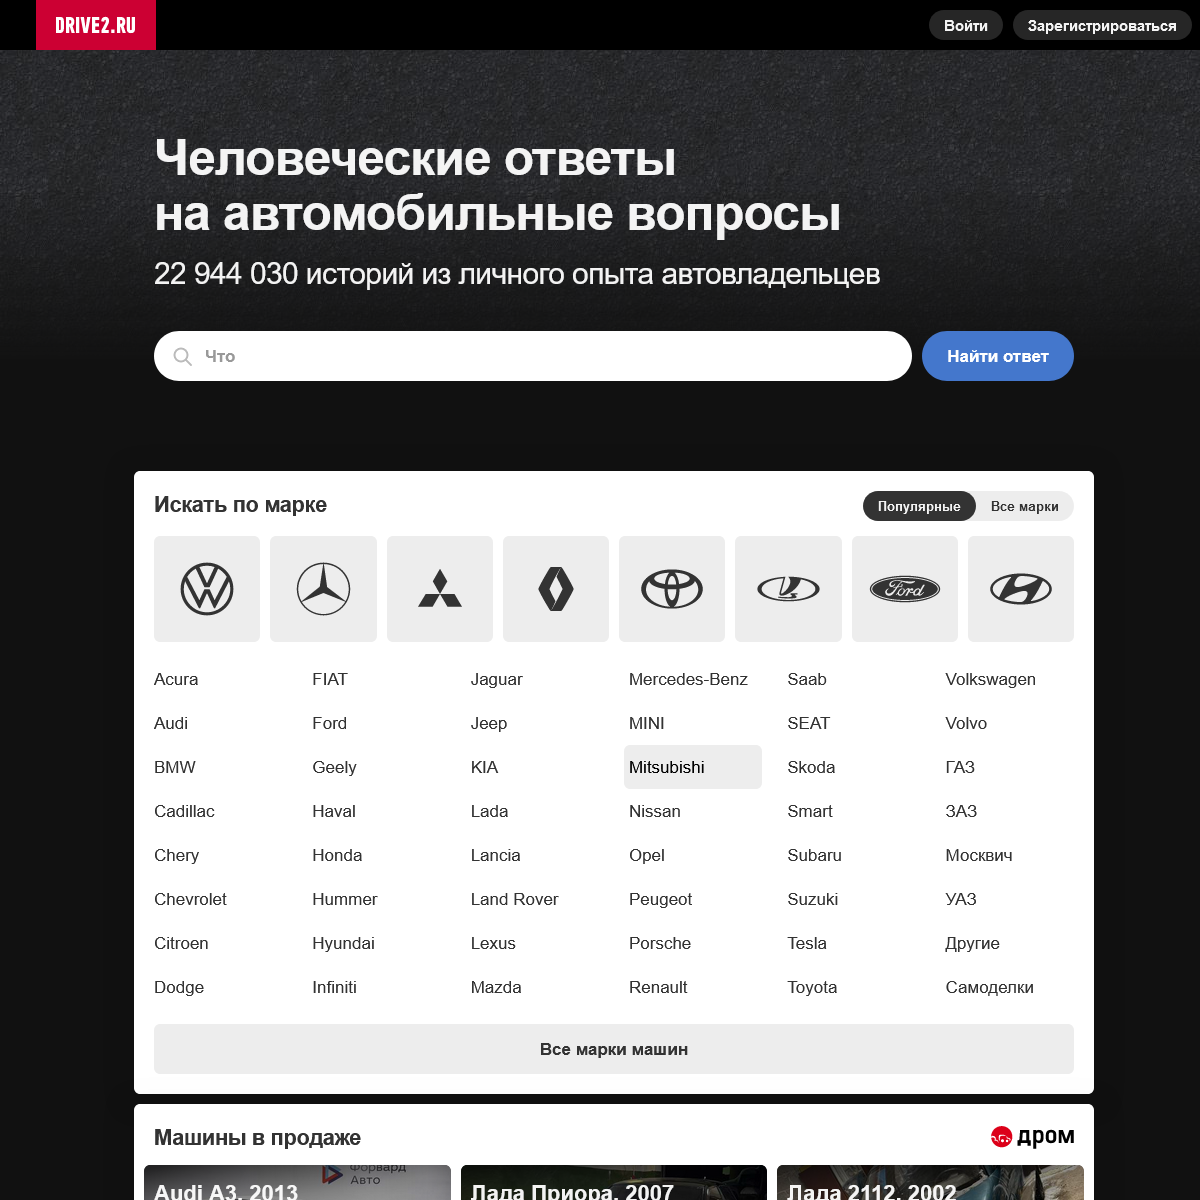 DRIVE2.RU
Войти
Зарегистрироваться
Человеческие ответы
на автомобильные вопросы
22 944 030 историй из личного опыта автовладельцев
Что
Найти ответ
Искать по марке
Популярные
Все марки
Ford
Acura FIAT Jaguar Mercedes-Benz Saab Volkswagen
Audi Ford Jeep MINI SEAT Volvo
BMW Geely KIA Mitsubishi Skoda ГАЗ
Cadillac Haval Lada Nissan Smart ЗАЗ
Chery Honda Lancia Opel Subaru Москвич
Chevrolet Hummer Land Rover Peugeot Suzuki УАЗ
Citroen Hyundai Lexus Porsche Tesla Другие
Dodge Infiniti Mazda Renault Toyota Самоделки
Все марки машин
Машины в продаже
дром
Форвард
Авто
Audi A3, 2013
Лада Приора, 2007
Лада 2112, 2002